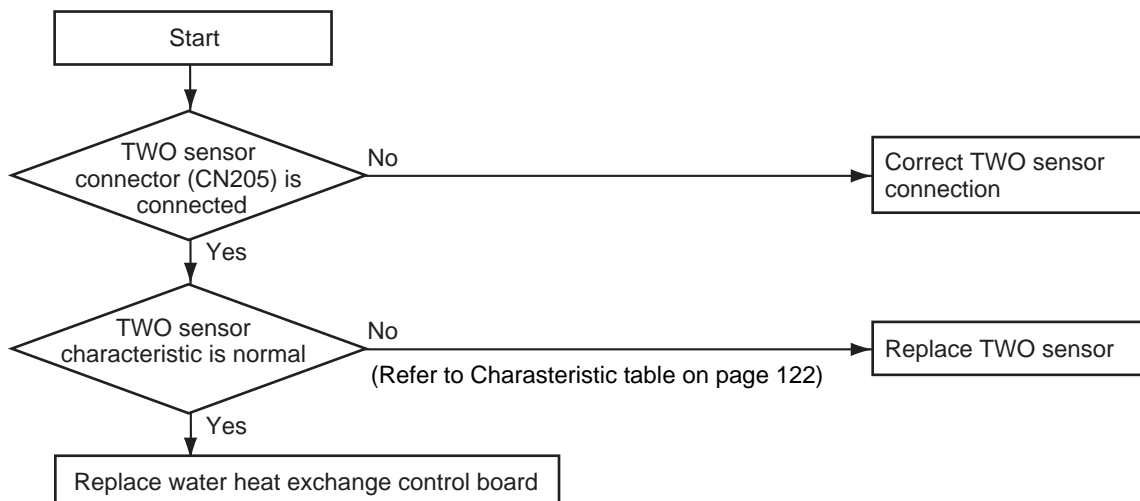 Start
TWO sensor
connector (CN205) is
connected
No
Correct TWO sensor
connection
Yes
TWO sensor
characteristic is normal
No
(Refer to Charasteristic table on page 122)
Replace TWO sensor
Yes
Replace water heat exchange control board